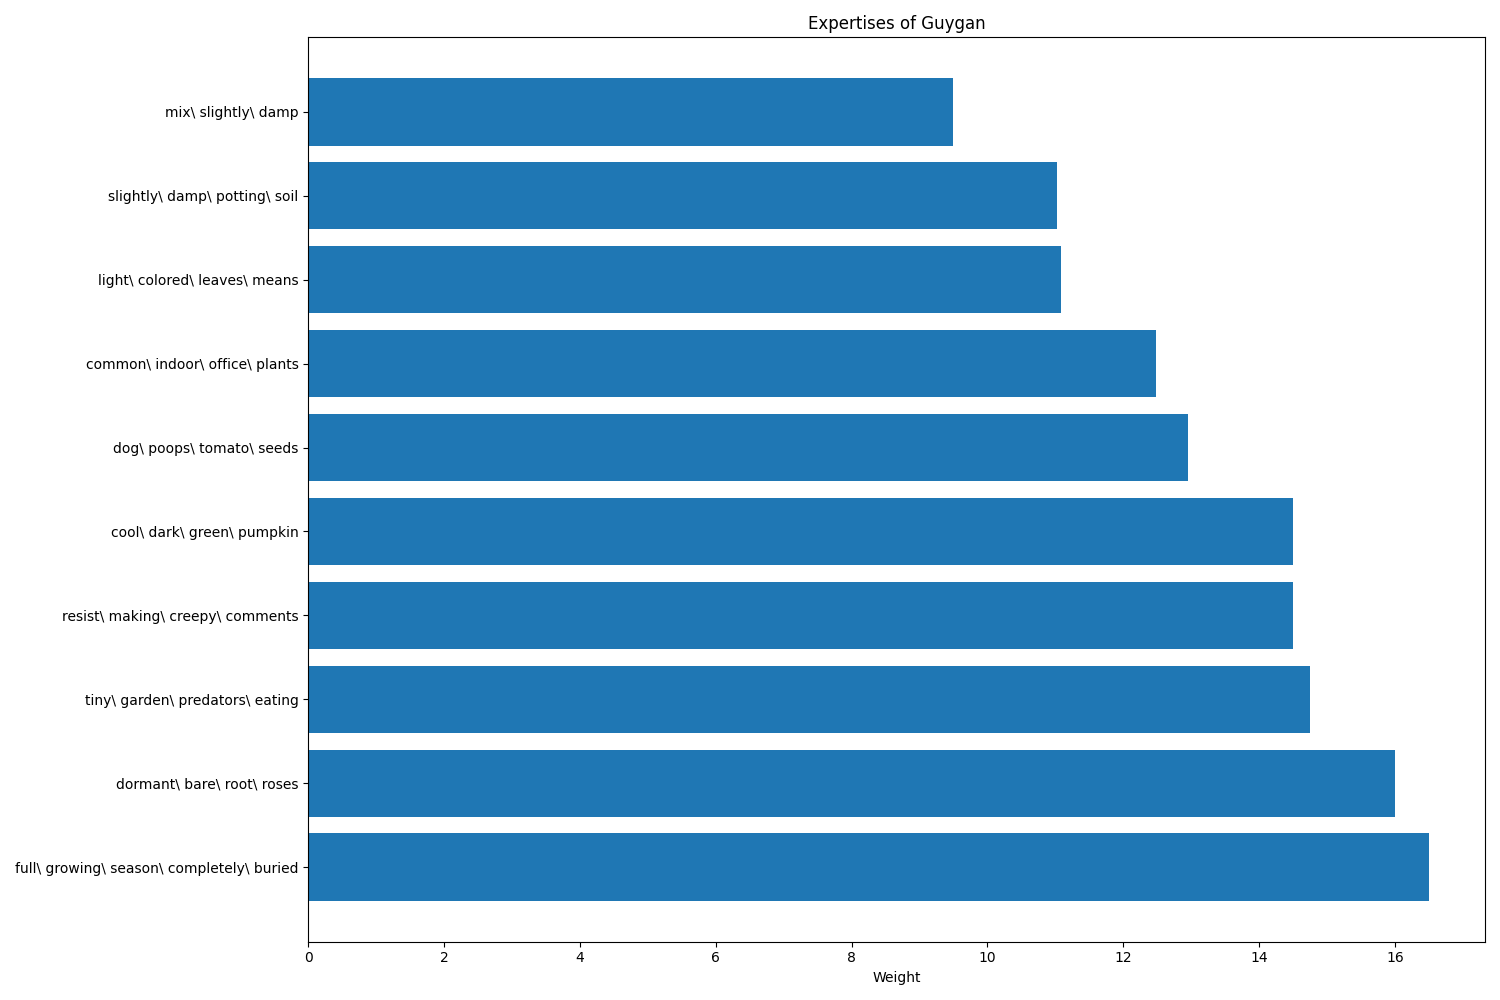 Expertises of Guygan
mix\ slightly\ damp
slightly\ damp\ potting\ soil
light\ colored\ leaves\ means
common\ indoor\ office\ plants
dog\ poops\ tomato\ seeds
cool\ dark\ green\ pumpkin
resist\ making\ creepy\ comments
tiny\ garden\ predators\ eating
dormant\ bare\ root\ roses
full\ growing\ season\ completely\ buried
0 2 4 6 8 10 12 14 16
Weight